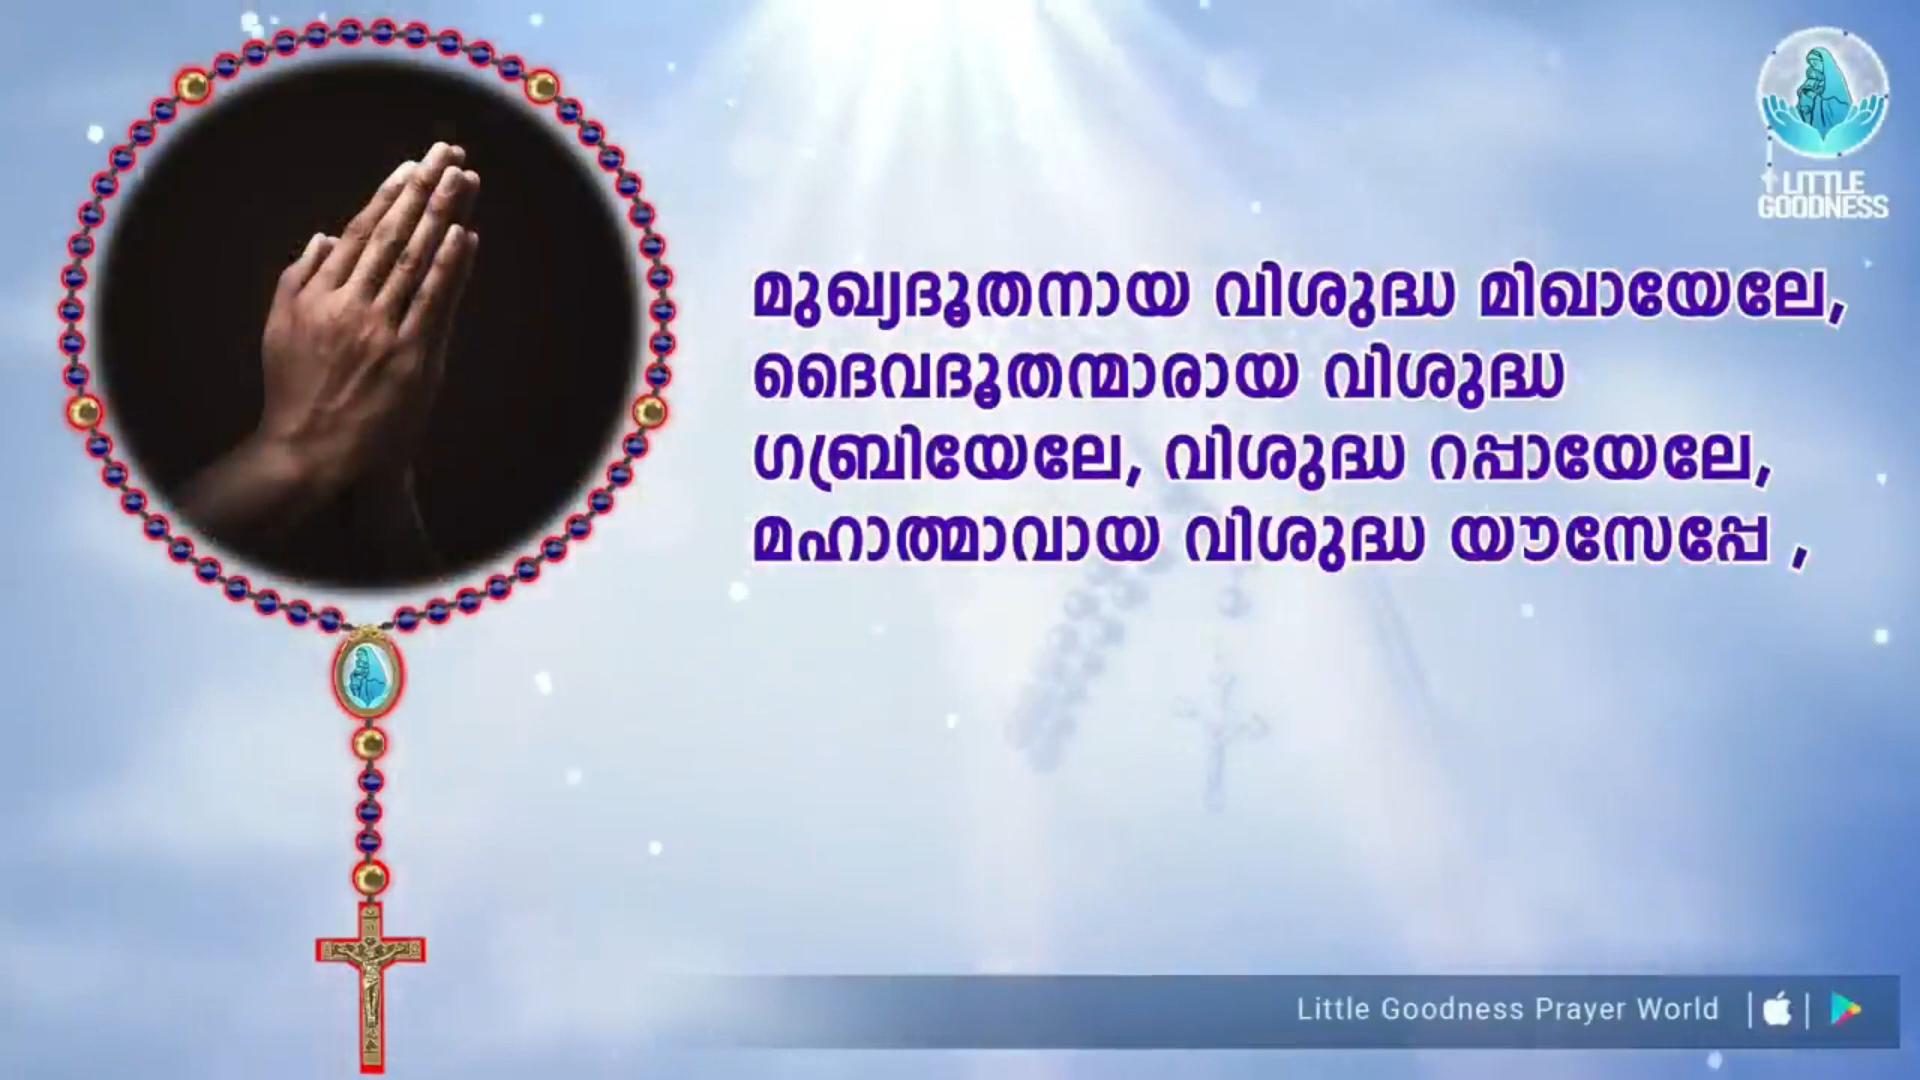 മുഖ്യദൂതനായ വിശുദ്ധ മിഖായേലേ,
ദൈവദൂതന്മാരായ വിശുദ്ധ
ഗബ്രിയേലേ, വിശുദ്ധ റപ്പായേലേ,
മഹാത്മാവായ വിശുദ്ധ യൗസേപ്പേ ,
LITTLE
GOODNESS
Little Goodness Prayer World